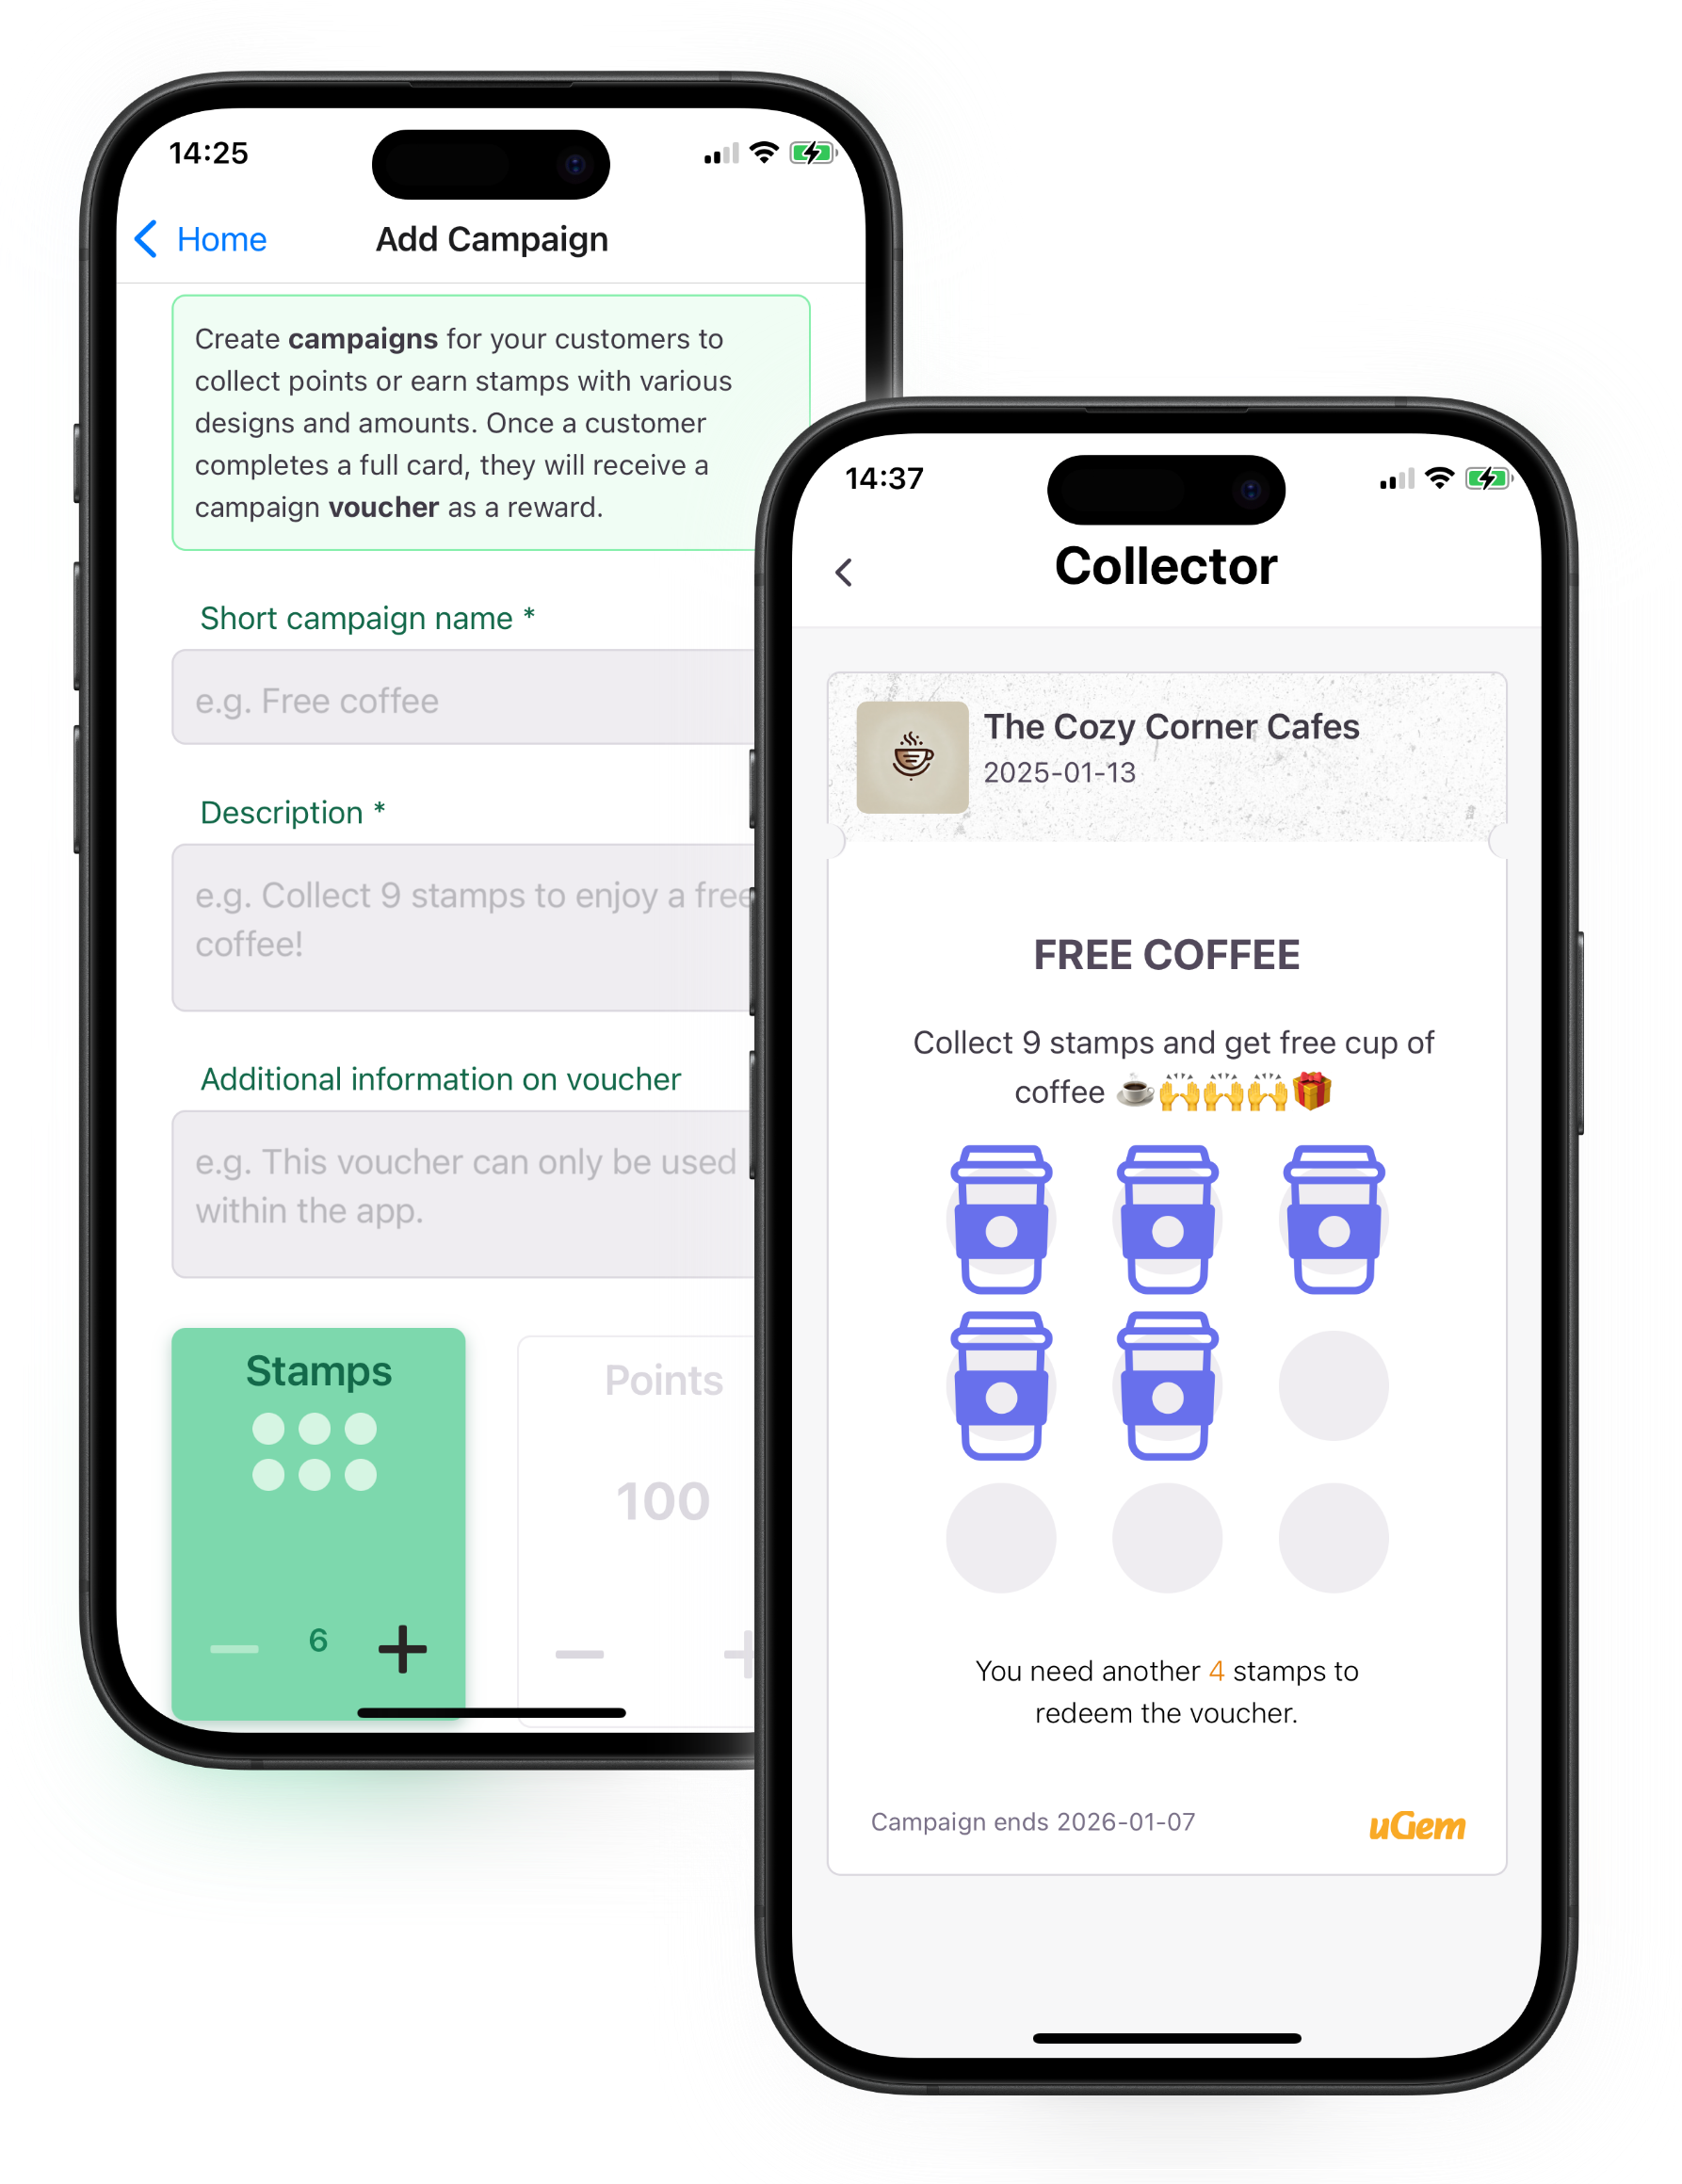 14:25
Home
Add Campaign
Create campaigns for your customers to
collect points or earn stamps with various
designs and amounts. Once a customer
completes a full card, they will receive a
campaign voucher as a reward.
Short campaign name *
e.g. Free coffee
Description *
e.g. Collect 9 stamps to enjoy a free
coffee!
Additional information on voucher
e.g. This voucher can only be used
within the app.
Stamps
6
Points
100
14:37
Collector
The Cozy Corner Cafes
2025-01-13
FREE COFFEE
Collect 9 stamps and get free cup of
coffee ☕🙌🙌🙌🎁
You need another 4 stamps to
redeem the voucher.
Campaign ends 2026-01-07
uGem